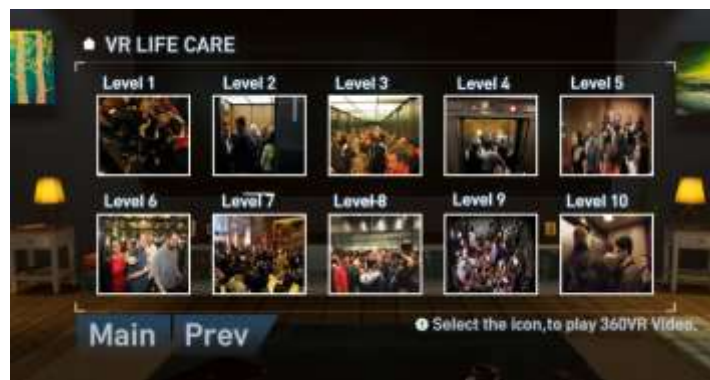 VR LIFE CARE
Level 1 Level 2 Level 3 Level 4 Level 5
Level 6 Level 7 Level 8 Level 9 Level 10
Main Prev
Select the icon,to play 360VR Video.